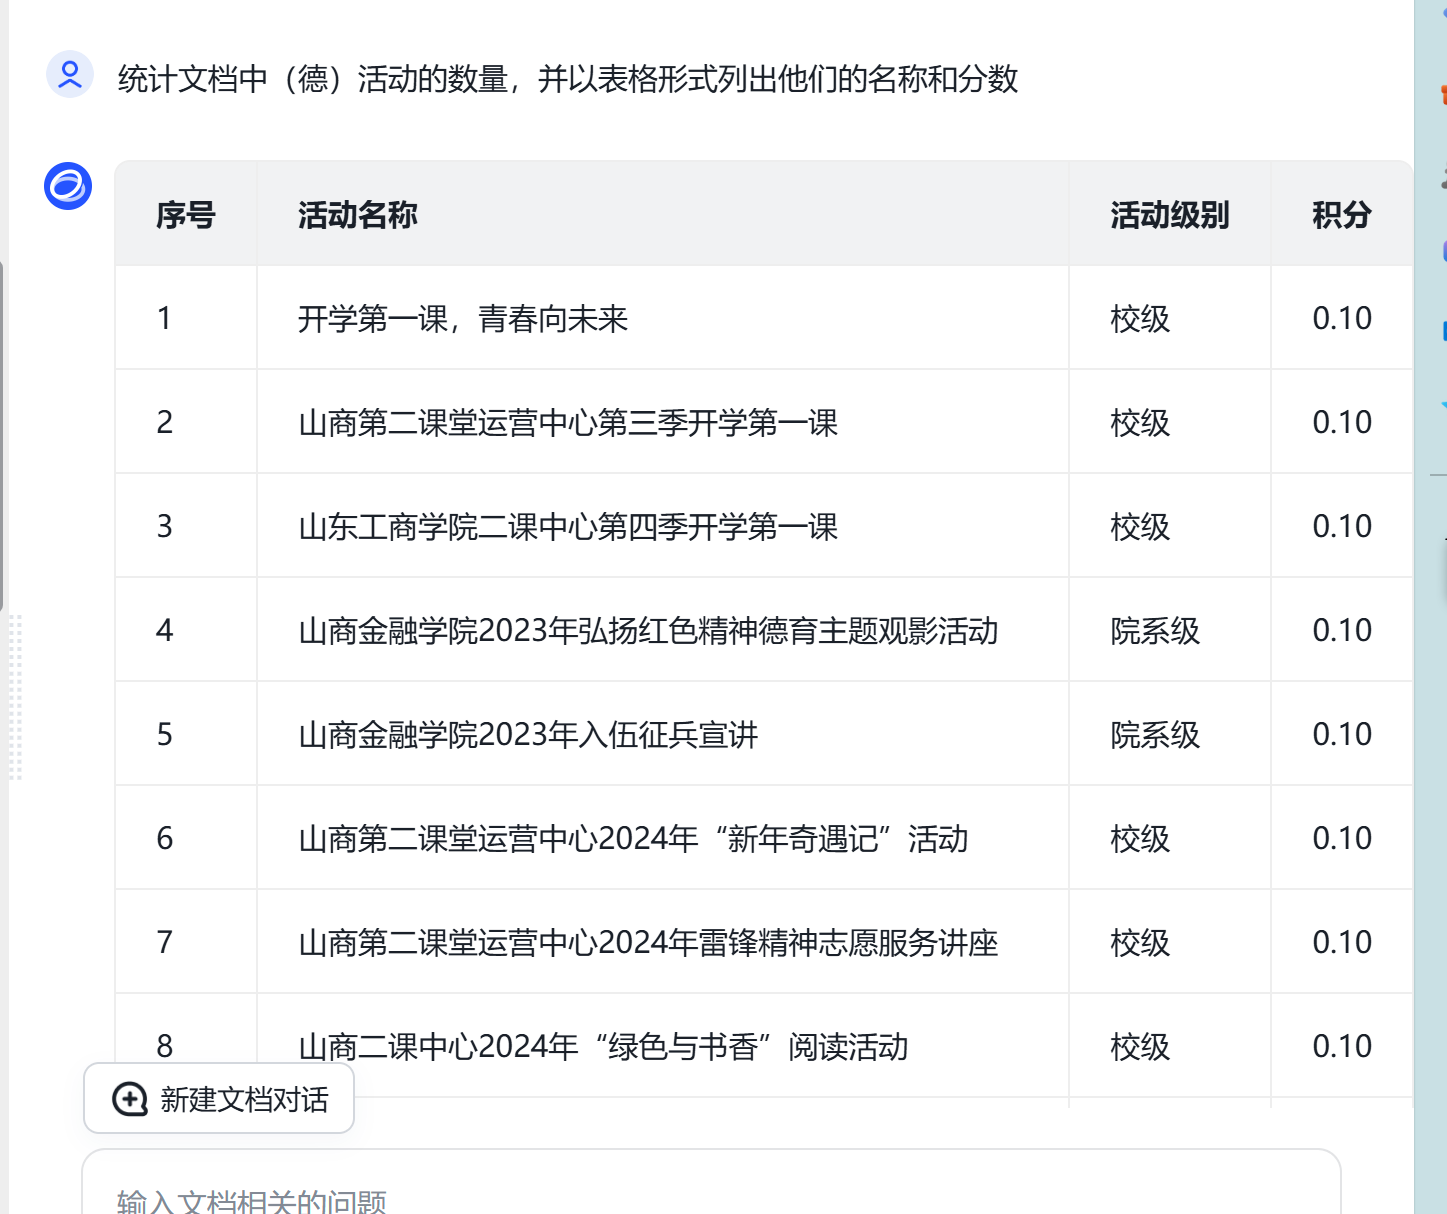 统计文档中（德）活动的数量，并以表格形式列出他们的名称和分数
序号 活动名称 活动级别 积分
1 开学第一课，青春向未来 校级 0.10
2 山商第二课堂运营中心第三季开学第一课 校级 0.10
3 山东工商学院二课中心第四季开学第一课 校级 0.10
4 山商金融学院2023年弘扬红色精神德育主题观影活动 院系级 0.10
5 山商金融学院2023年入伍征兵宣讲 院系级 0.10
6 山商第二课堂运营中心2024年“新年奇遇记”活动 校级 0.10
7 山商第二课堂运营中心2024年雷锋精神志愿服务讲座 校级 0.10
8 山商二课中心2024年“绿色与书香”阅读活动 校级 0.10
新建文档对话
输入文档相关的问题